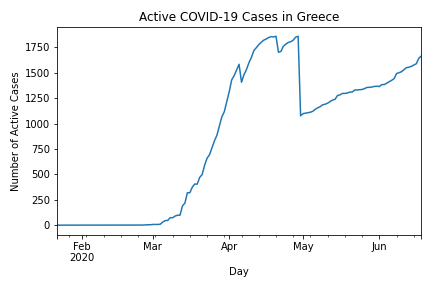 Active COVID-19 Cases in Greece
Number of Active Cases
1750
1500
1250
1000
750
500
250
0
Feb
2020
Mar
Apr
May
Jun
Day